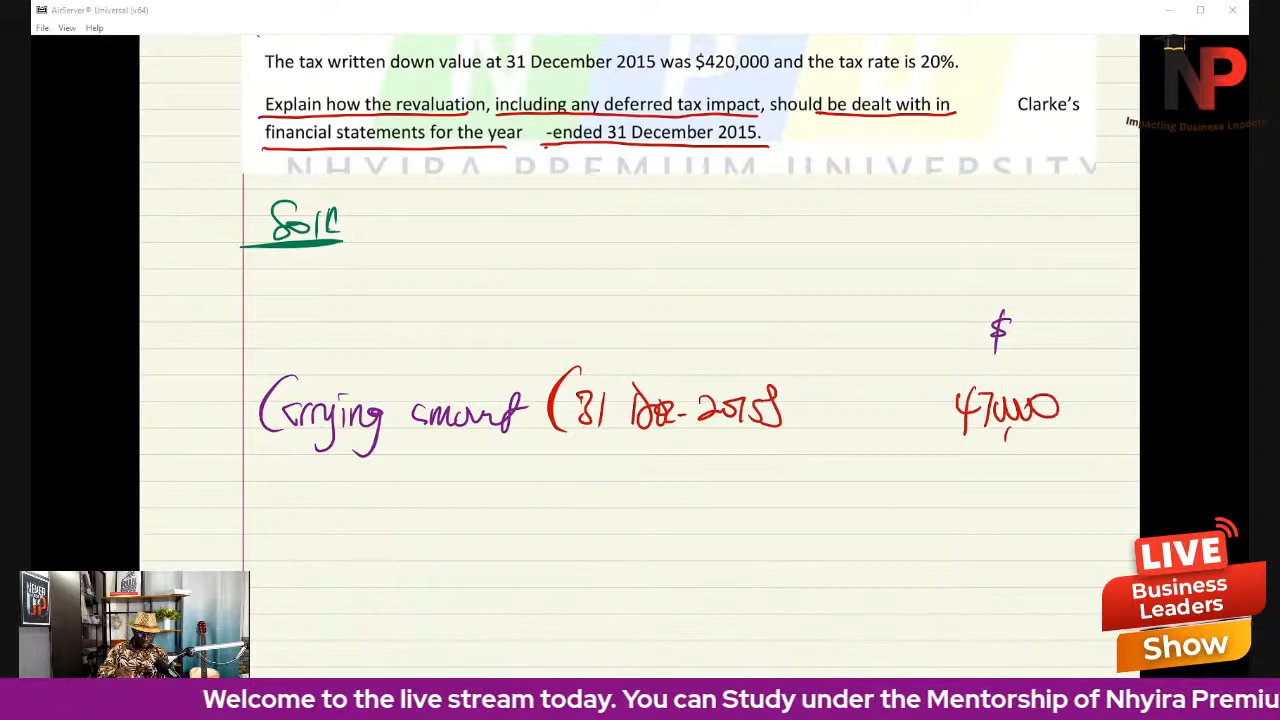 AirServer® Universal (x64)
File View Help
The tax written down value at 31 December 2015 was $420,000 and the tax rate is 20%.
Explain how the revaluation, including any deferred tax impact, should be dealt with in Clarke's
financial statements for the year -ended 31 December 2015.
NP
Impacting Business Leaders
NHYIRA PREMIUM UNIVERSITY
Soln
$
Carrying amount (31 Dec- 2015)
470,000
LIVE
Business
Leaders
Show
Welcome to the live stream today. You can Study under the Mentorship of Nhyira Premiu